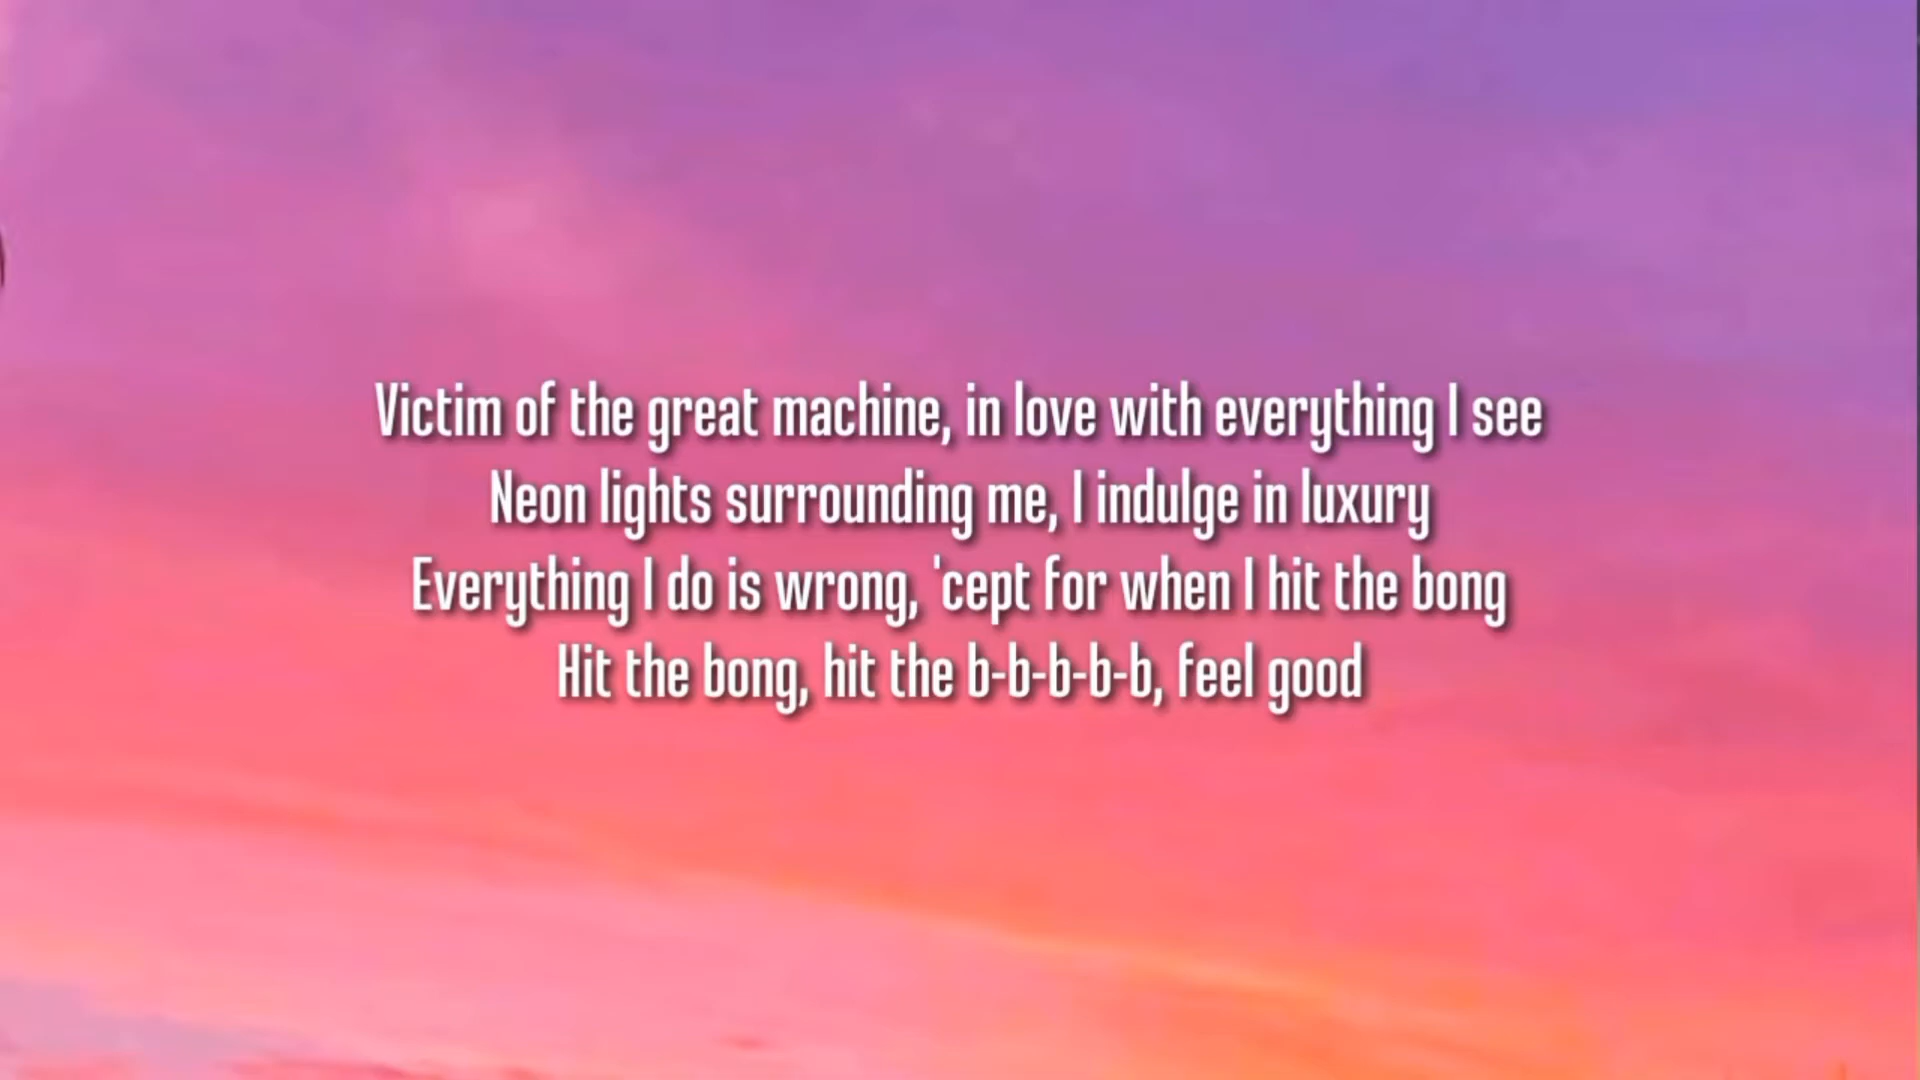 Victim of the great machine, in love with everything I see
Neon lights surrounding me, I indulge in luxury
Everything I do is wrong, 'cept for when I hit the bong
Hit the bong, hit the b-b-b-b-b, feel good